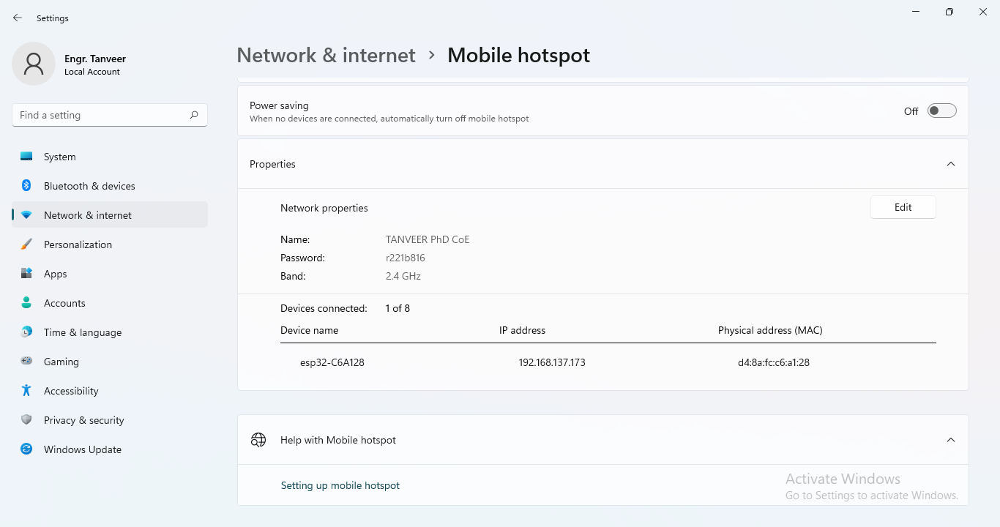 Settings
Engr. Tanveer
Local Account
Find a setting
System
Bluetooth & devices
Network & internet
Personalization
Apps
Accounts
Time & language
Gaming
Accessibility
Privacy & security
Windows Update
Network & internet > Mobile hotspot
Power saving
When no devices are connected, automatically turn off mobile hotspot
Off
Properties
Network properties
Edit
Name: TANVEER PhD CoE
Password: r221b816
Band: 2.4 GHz
Devices connected: 1 of 8
Device name IP address Physical address (MAC)
esp32-C6A128 192.168.137.173 d4:8a:fc:c6:a1:28
Help with Mobile hotspot
Setting up mobile hotspot
Activate Windows
Go to Settings to activate Windows.